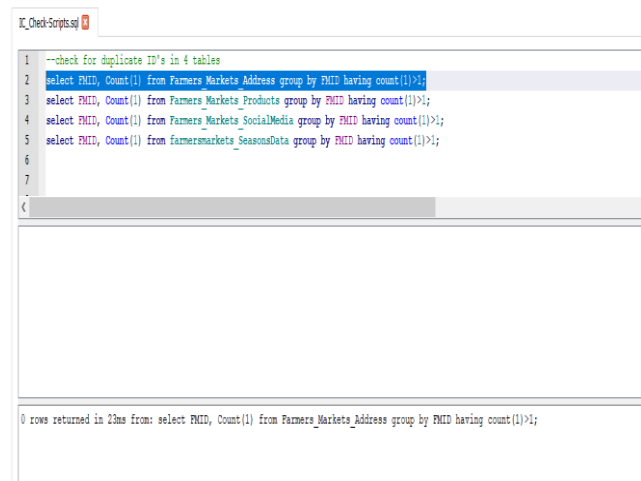 IC_Check-Scripts.sql
1 --check for duplicate ID's in 4 tables
2 select FMID, Count(1) from Farmers_Markets_Address group by FMID having count(1)>1;
3 select FMID, Count(1) from Farmers_Markets_Products group by FMID having count(1)>1;
4 select FMID, Count(1) from Farmers_Markets_SocialMedia group by FMID having count(1)>1;
5 select FMID, Count(1) from farmersmarkets_SeasonsData group by FMID having count(1)>1;
6
7
0 rows returned in 23ms from: select FMID, Count(1) from Farmers_Markets_Address group by FMID having count(1)>1;